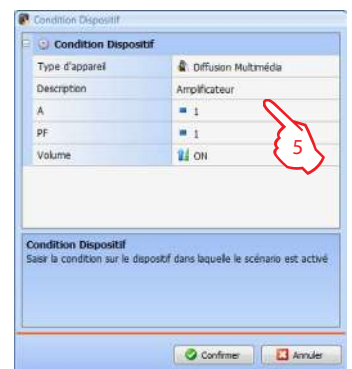 Condition Dispositif
Condition Dispositif
Type d'appareil Diffusion Multmédia
Description Amplificateur
A 1
PF 1
Volume ON
5
Condition Dispositif
Saisir la condition sur le dispositif dans laquelle le scénario est activé
Confirmer Annuler